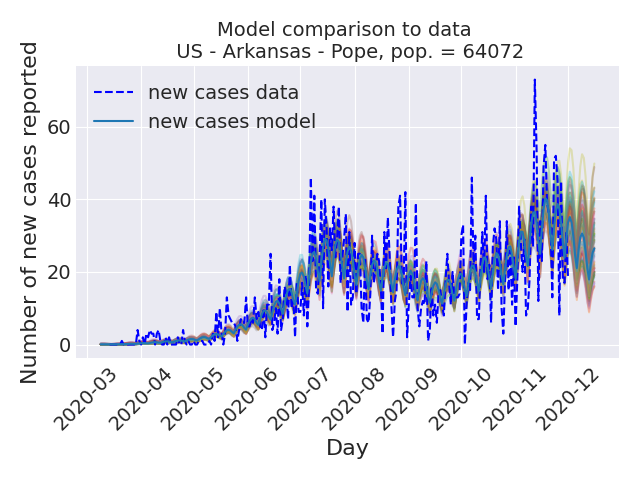 Model comparison to data
US - Arkansas - Pope, pop. = 64072
new cases data
new cases model
Number of new cases reported
60
40
20
0
2020-03
2020-04
2020-05
2020-06
2020-07
2020-08
2020-09
2020-10
2020-11
2020-12
Day